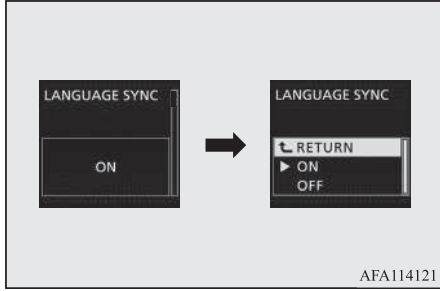 LANGUAGE SYNC
ON
LANGUAGE SYNC
RETURN
ON
OFF
AFA114121